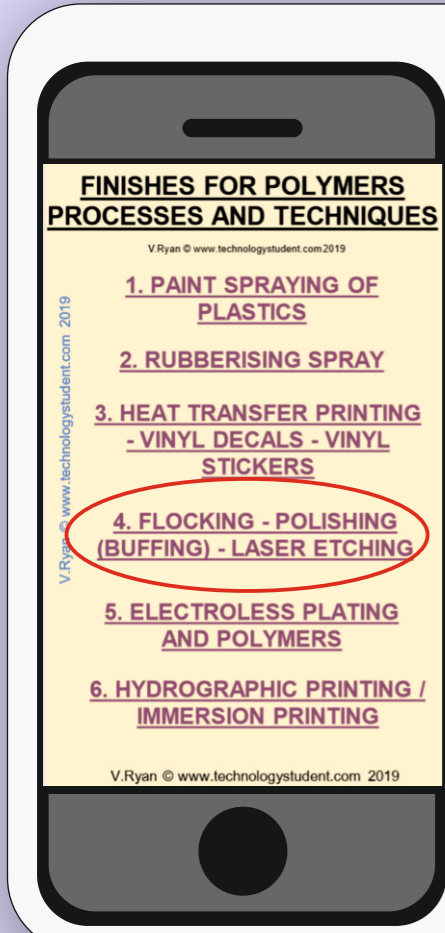 FINISHES FOR POLYMERS
PROCESSES AND TECHNIQUES
V.Ryan © www.technologystudent.com 2019
V.Ryan © www.technologystudent.com 2019
1. PAINT SPRAYING OF
PLASTICS
2. RUBBERISING SPRAY
3. HEAT TRANSFER PRINTING
- VINYL DECALS - VINYL
STICKERS
4. FLOCKING - POLISHING
(BUFFING) - LASER ETCHING
5. ELECTROLESS PLATING
AND POLYMERS
6. HYDROGRAPHIC PRINTING /
IMMERSION PRINTING
V.Ryan © www.technologystudent.com 2019